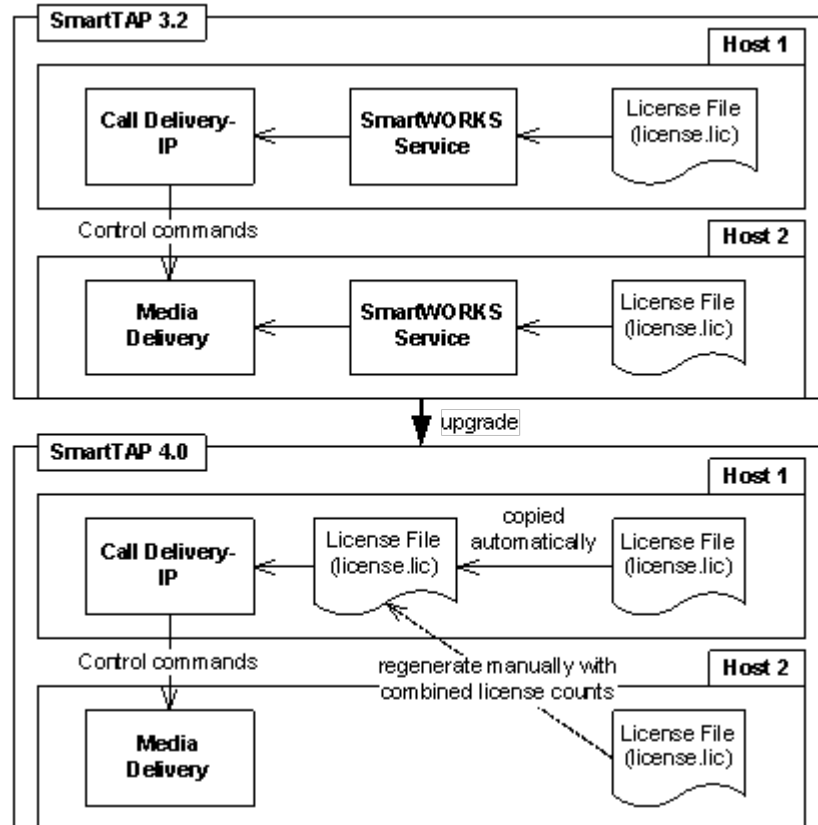 SmartTAP 3.2
Host 1
Call Delivery-
IP
SmartWORKS
Service
License File
(license.lic)
Control commands
Host 2
Media
Delivery
SmartWORKS
Service
License File
(license.lic)
upgrade
SmartTAP 4.0
Host 1
Call Delivery-
IP
License File
(license.lic)
copied
automatically
License File
(license.lic)
Control commands
regenerate manually with
combined license counts
Host 2
Media
Delivery
License File
(license.lic)